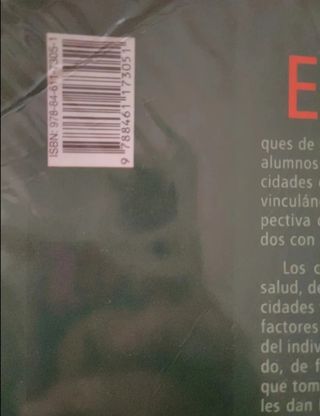 ISBN: 978-84-611-7305-1
9 788461 173051
E
ques de
alumnos
cidades
vinculán
pectiva
dos con
Los c
salud, de
cidades
factores
del indivi
do, de f
que tom
les dan